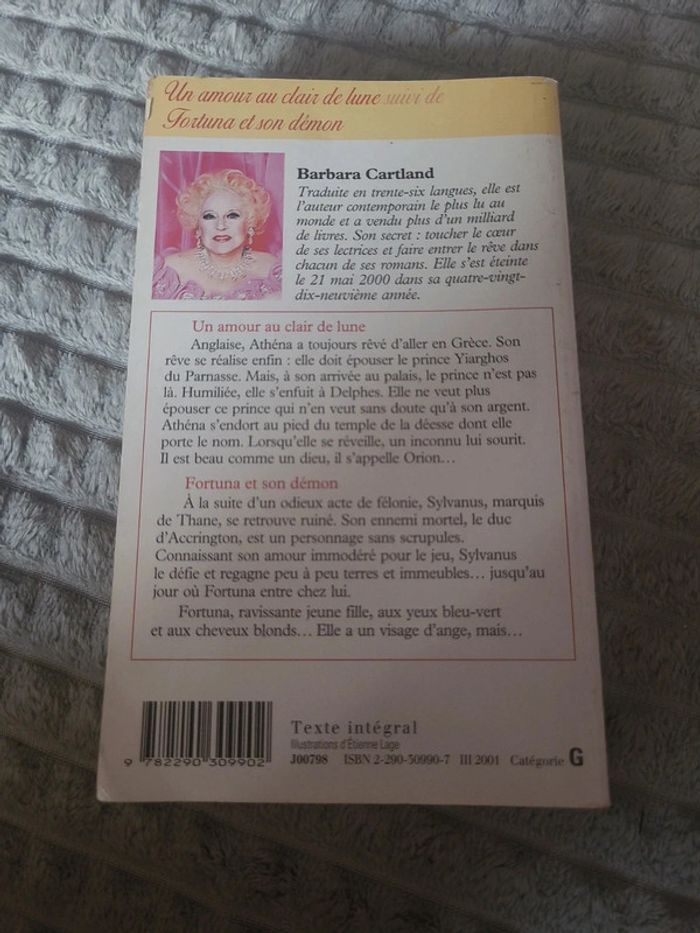 Un amour au clair de lune suivi de
Fortuna et son démon
Barbara Cartland
Traduite en trente-six langues, elle est
l'auteur contemporain le plus lu au
monde et a vendu plus d'un milliard
de livres. Son secret : toucher le cœur
de ses lectrices et faire entrer le rêve dans
chacun de ses romans. Elle s'est éteinte
le 21 mai 2000 dans sa quatre-vingt-
dix-neuvième année.
Un amour au clair de lune
Anglaise, Athéna a toujours rêvé d'aller en Grèce. Son
rêve se réalise enfin : elle doit épouser le prince Yiarghos
du Parnasse. Mais, à son arrivée au palais, le prince n'est pas
là. Humiliée, elle s'enfuit à Delphes. Elle ne veut plus
épouser ce prince qui n'en veut sans doute qu'à son argent.
Athéna s'endort au pied du temple de la déesse dont elle
porte le nom. Lorsqu'elle se réveille, un inconnu lui sourit.
Il est beau comme un dieu, il s'appelle Orion...
Fortuna et son démon
À la suite d'un odieux acte de félonie, Sylvanus, marquis
de Thane, se retrouve ruiné. Son ennemi mortel, le duc
d'Accrington, est un personnage sans scrupules.
Connaissant son amour immodéré pour le jeu, Sylvanus
le défie et regagne peu à peu terres et immeubles... jusqu'au
jour où Fortuna entre chez lui.
Fortuna, ravissante jeune fille, aux yeux bleu-vert
et aux cheveux blonds... Elle a un visage d'ange, mais...
Texte intégral
Illustrations d'Étienne Lage
9 782290 309902
J00798 ISBN 2-290-30990-7 III 2001 Catégorie G